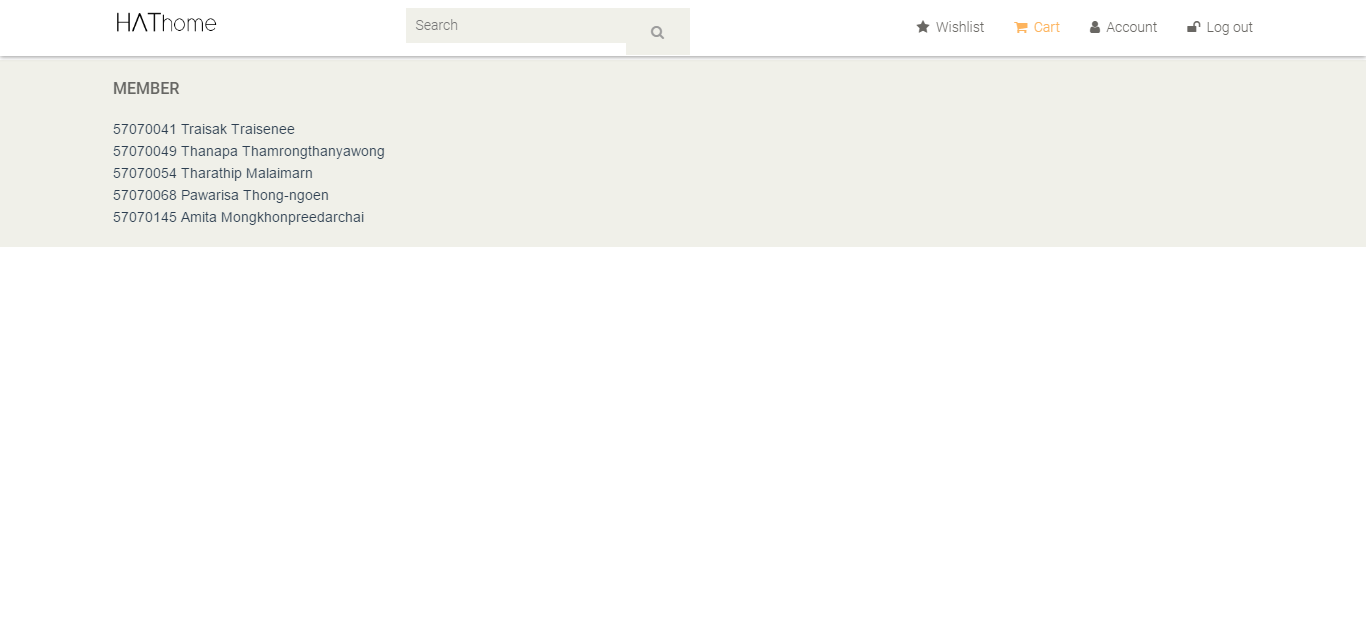 HAThome
Search
Wishlist
Cart
Account
Log out
MEMBER
57070041 Traisak Traisenee
57070049 Thanapa Thamrongthanyawong
57070054 Tharathip Malaimarn
57070068 Pawarisa Thong-ngoen
57070145 Amita Mongkhonpreedarchai